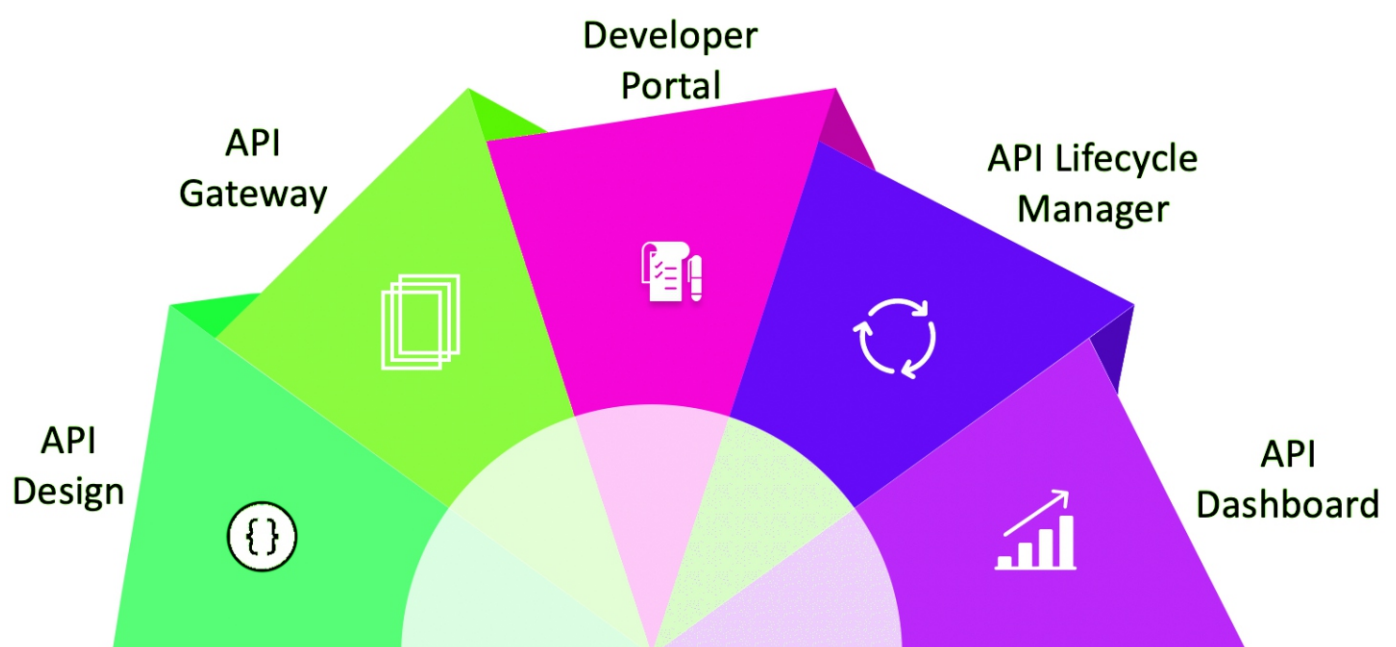 Developer
Portal
API
Gateway
API Lifecycle
Manager
API
Design
{}
API
Dashboard